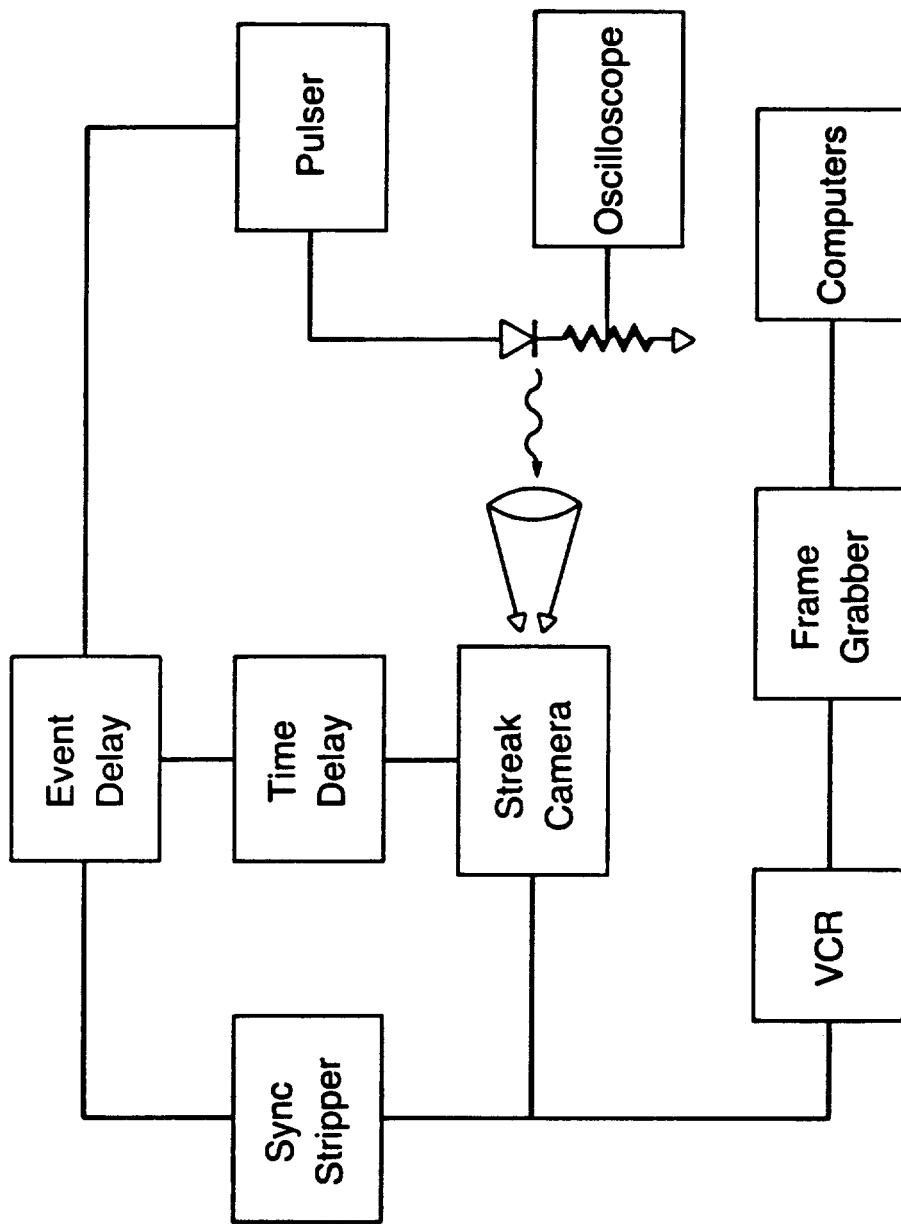 Event
Delay
Sync
Stripper
Time
Delay
Pulser
Streak
Camera
Oscilloscope
VCR
Frame
Grabber
Computers